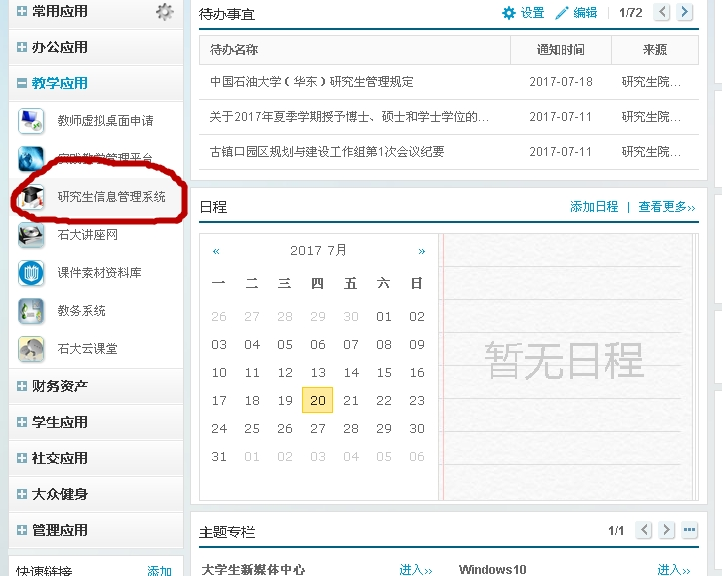 常用应用
办公应用
教学应用
教师虚拟桌面申请
实践教学管理平台
研究生信息管理系统
石大讲座网
课件素材资料库
教务系统
石大云课堂
财务资产
学生应用
社交应用
大众健身
管理应用
快速链接 添加
待办事宜 设置 编辑 1/72
待办名称 通知时间 来源
中国石油大学（华东）研究生管理规定 2017-07-18 研究生院...
关于2017年夏季学期授予博士、硕士和学士学位的... 2017-07-11 研究生院...
古镇口园区规划与建设工作组第1次会议纪要 2017-07-11 研究生院...
日程 添加日程 | 查看更多››
« 2017 7月 »
一 二 三 四 五 六 日
26 27 28 29 30 01 02
03 04 05 06 07 08 09
10 11 12 13 14 15 16
17 18 19 20 21 22 23
24 25 26 27 28 29 30
31 01 02 03 04 05 06
暂无日程
主题专栏 1/1
大学生新媒体中心 进入›› Windows10 进入››